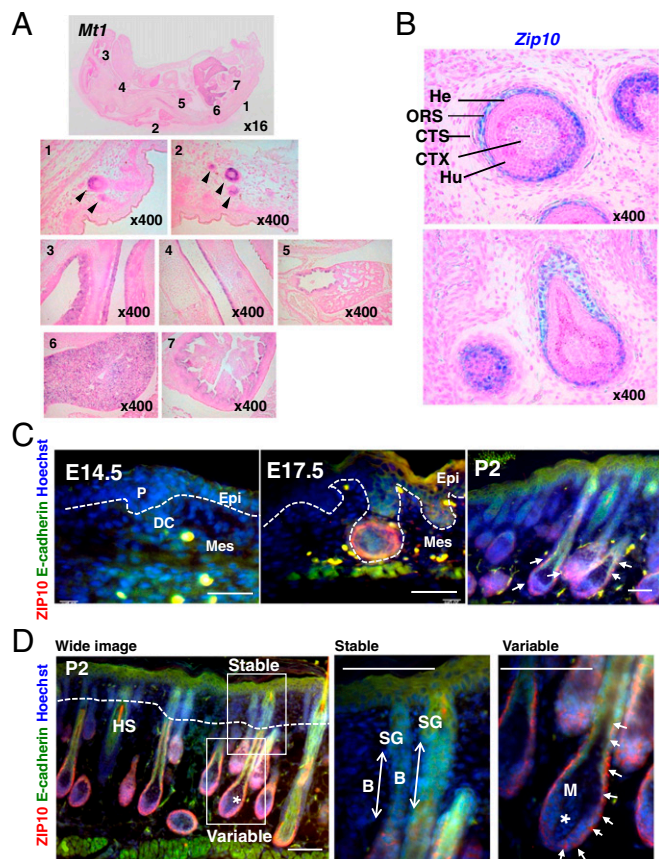 A
Mt1
3
4
7
5
1
6
2
x16
1
x400
2
x400
3
x400
4
x400
5
x400
6
x400
7
x400
B
Zip10
He
ORS
CTS
CTX
Hu
x400
x400
C
ZIP10 E-cadherin Hoechst
E14.5
P
Epi
DC
Mes
E17.5
Epi
Mes
P2
D
ZIP10 E-cadherin Hoechst
Wide image
P2
Stable
HS
*
Variable
Stable
SG
SG
B
B
Variable
M
*